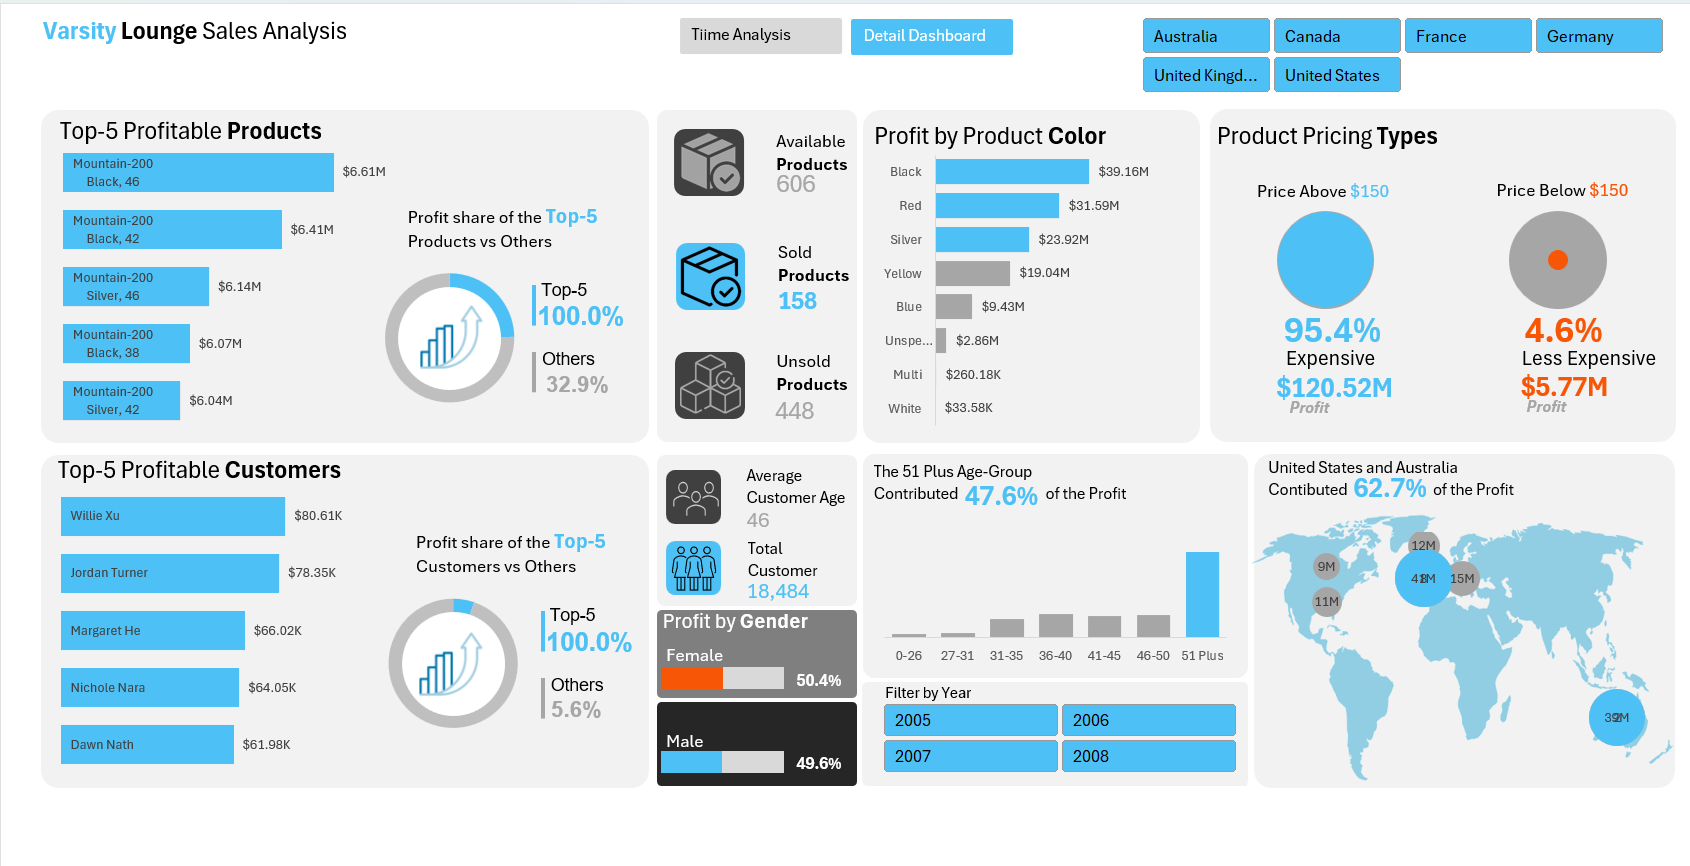 Varsity Lounge Sales Analysis
Tiime Analysis
Detail Dashboard
Australia
Canada
France
Germany
United Kingd...
United States
Top-5 Profitable Products
Mountain-200
Black, 46
$6.61M
Mountain-200
Black, 42
$6.41M
Mountain-200
Silver, 46
$6.14M
Mountain-200
Black, 38
$6.07M
Mountain-200
Silver, 42
$6.04M
Profit share of the Top-5
Products vs Others
Top-5
100.0%
Others
32.9%
Available
Products
606
Sold
Products
158
Unsold
Products
448
Profit by Product Color
Black $39.16M
Red $31.59M
Silver $23.92M
Yellow $19.04M
Blue $9.43M
Unspe... $2.86M
Multi $260.18K
White $33.58K
Product Pricing Types
Price Above $150
95.4%
Expensive
$120.52M
Profit
Price Below $150
4.6%
Less Expensive
$5.77M
Profit
Top-5 Profitable Customers
Willie Xu $80.61K
Jordan Turner $78.35K
Margaret He $66.02K
Nichole Nara $64.05K
Dawn Nath $61.98K
Profit share of the Top-5
Customers vs Others
Top-5
100.0%
Others
5.6%
Average
Customer Age
46
Total
Customer
18,484
Profit by Gender
Female
50.4%
Male
49.6%
The 51 Plus Age-Group
Contributed 47.6% of the Profit
0-26 27-31 31-35 36-40 41-45 46-50 51 Plus
Filter by Year
2005
2006
2007
2008
United States and Australia
Contibuted 62.7% of the Profit
12M
9M
15M
11M